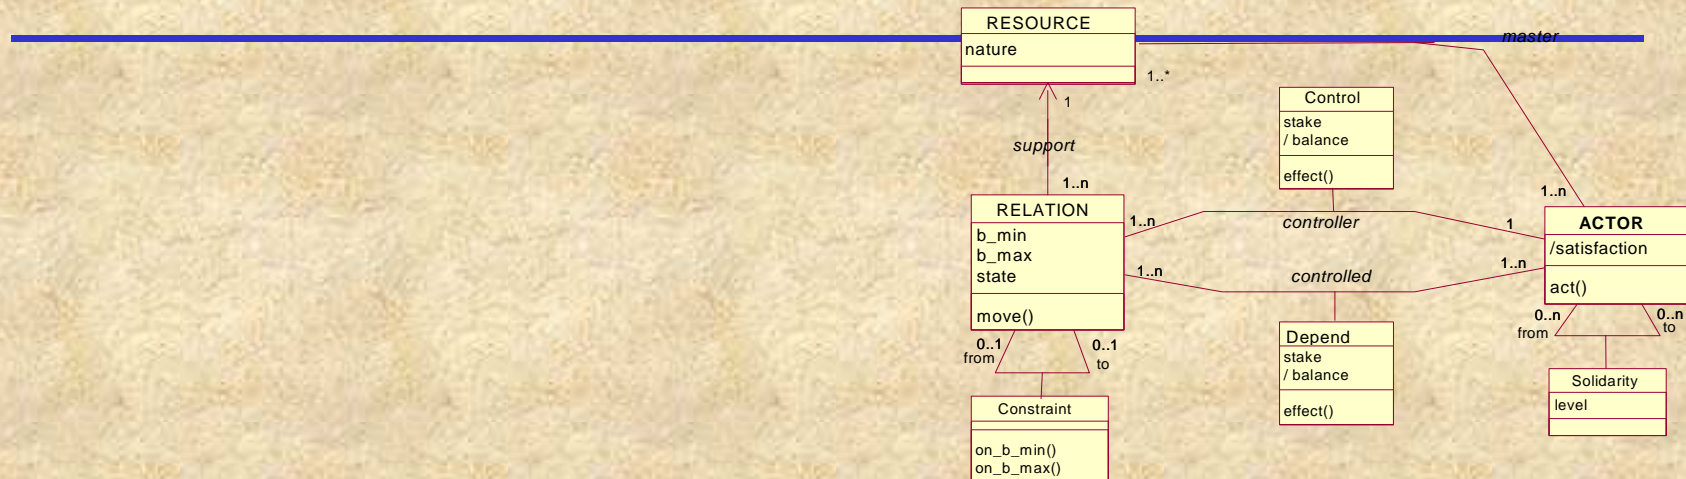 RESOURCE
nature
master
1..*
1
support
1..n
Control
stake
/ balance
effect()
1..n
RELATION
b_min
b_max
state
move()
1..n
controller
1
1..n
controlled
1..n
ACTOR
/satisfaction
act()
0..n
from
0..n
to
0..1
from
0..1
to
Depend
stake
/ balance
effect()
Solidarity
level
Constraint
on_b_min()
on_b_max()